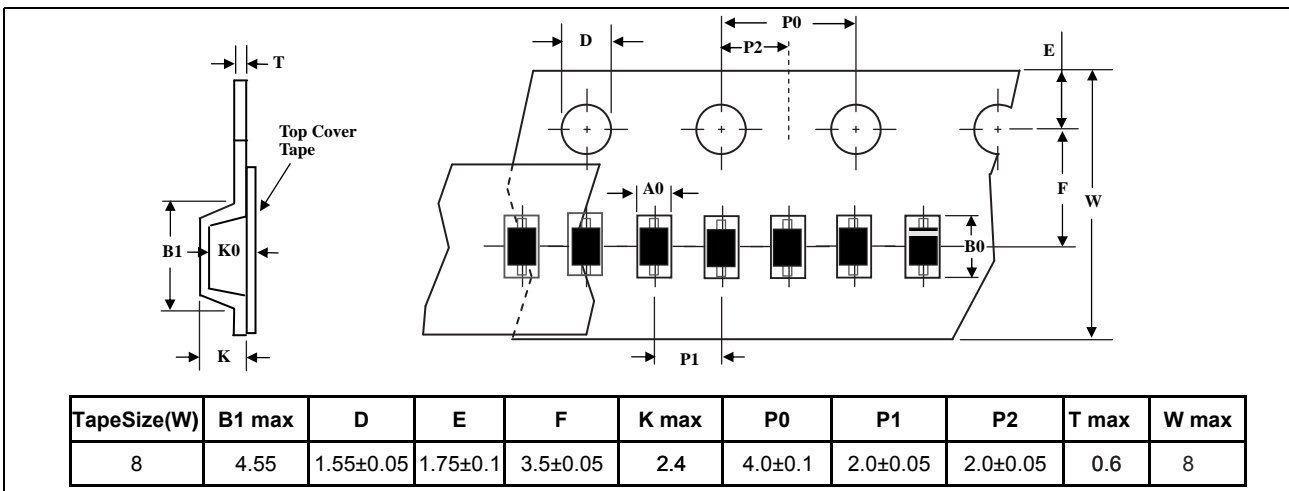 P0
D
P2
E
T
Top Cover
Tape
A0
F
W
B1
K0
B0
K
P1
TapeSize(W) B1 max D E F K max P0 P1 P2 T max W max
8 4.55 1.55±0.05 1.75±0.1 3.5±0.05 2.4 4.0±0.1 2.0±0.05 2.0±0.05 0.6 8